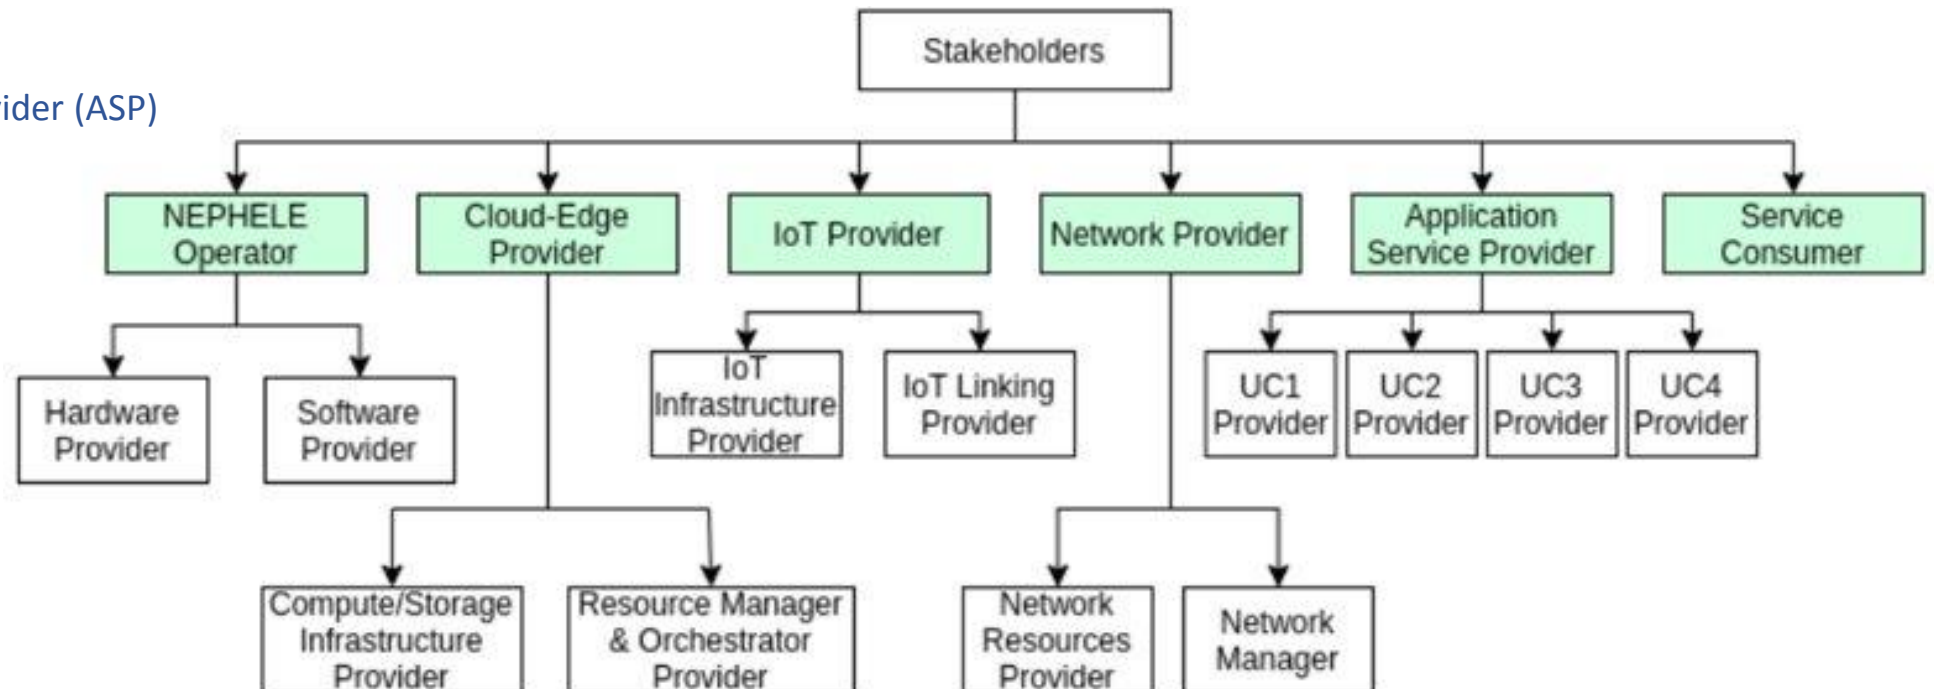 Stakeholders
ider (ASP)
NEPHELE
Operator
Cloud-Edge
Provider
IoT Provider
Network Provider
Application
Service Provider
Service
Consumer
Hardware
Provider
Software
Provider
IoT
Infrastructure
Provider
IoT Linking
Provider
UC1
Provider
UC2
Provider
UC3
Provider
UC4
Provider
Compute/Storage
Infrastructure
Provider
Resource Manager
& Orchestrator
Provider
Network
Resources
Provider
Network
Manager